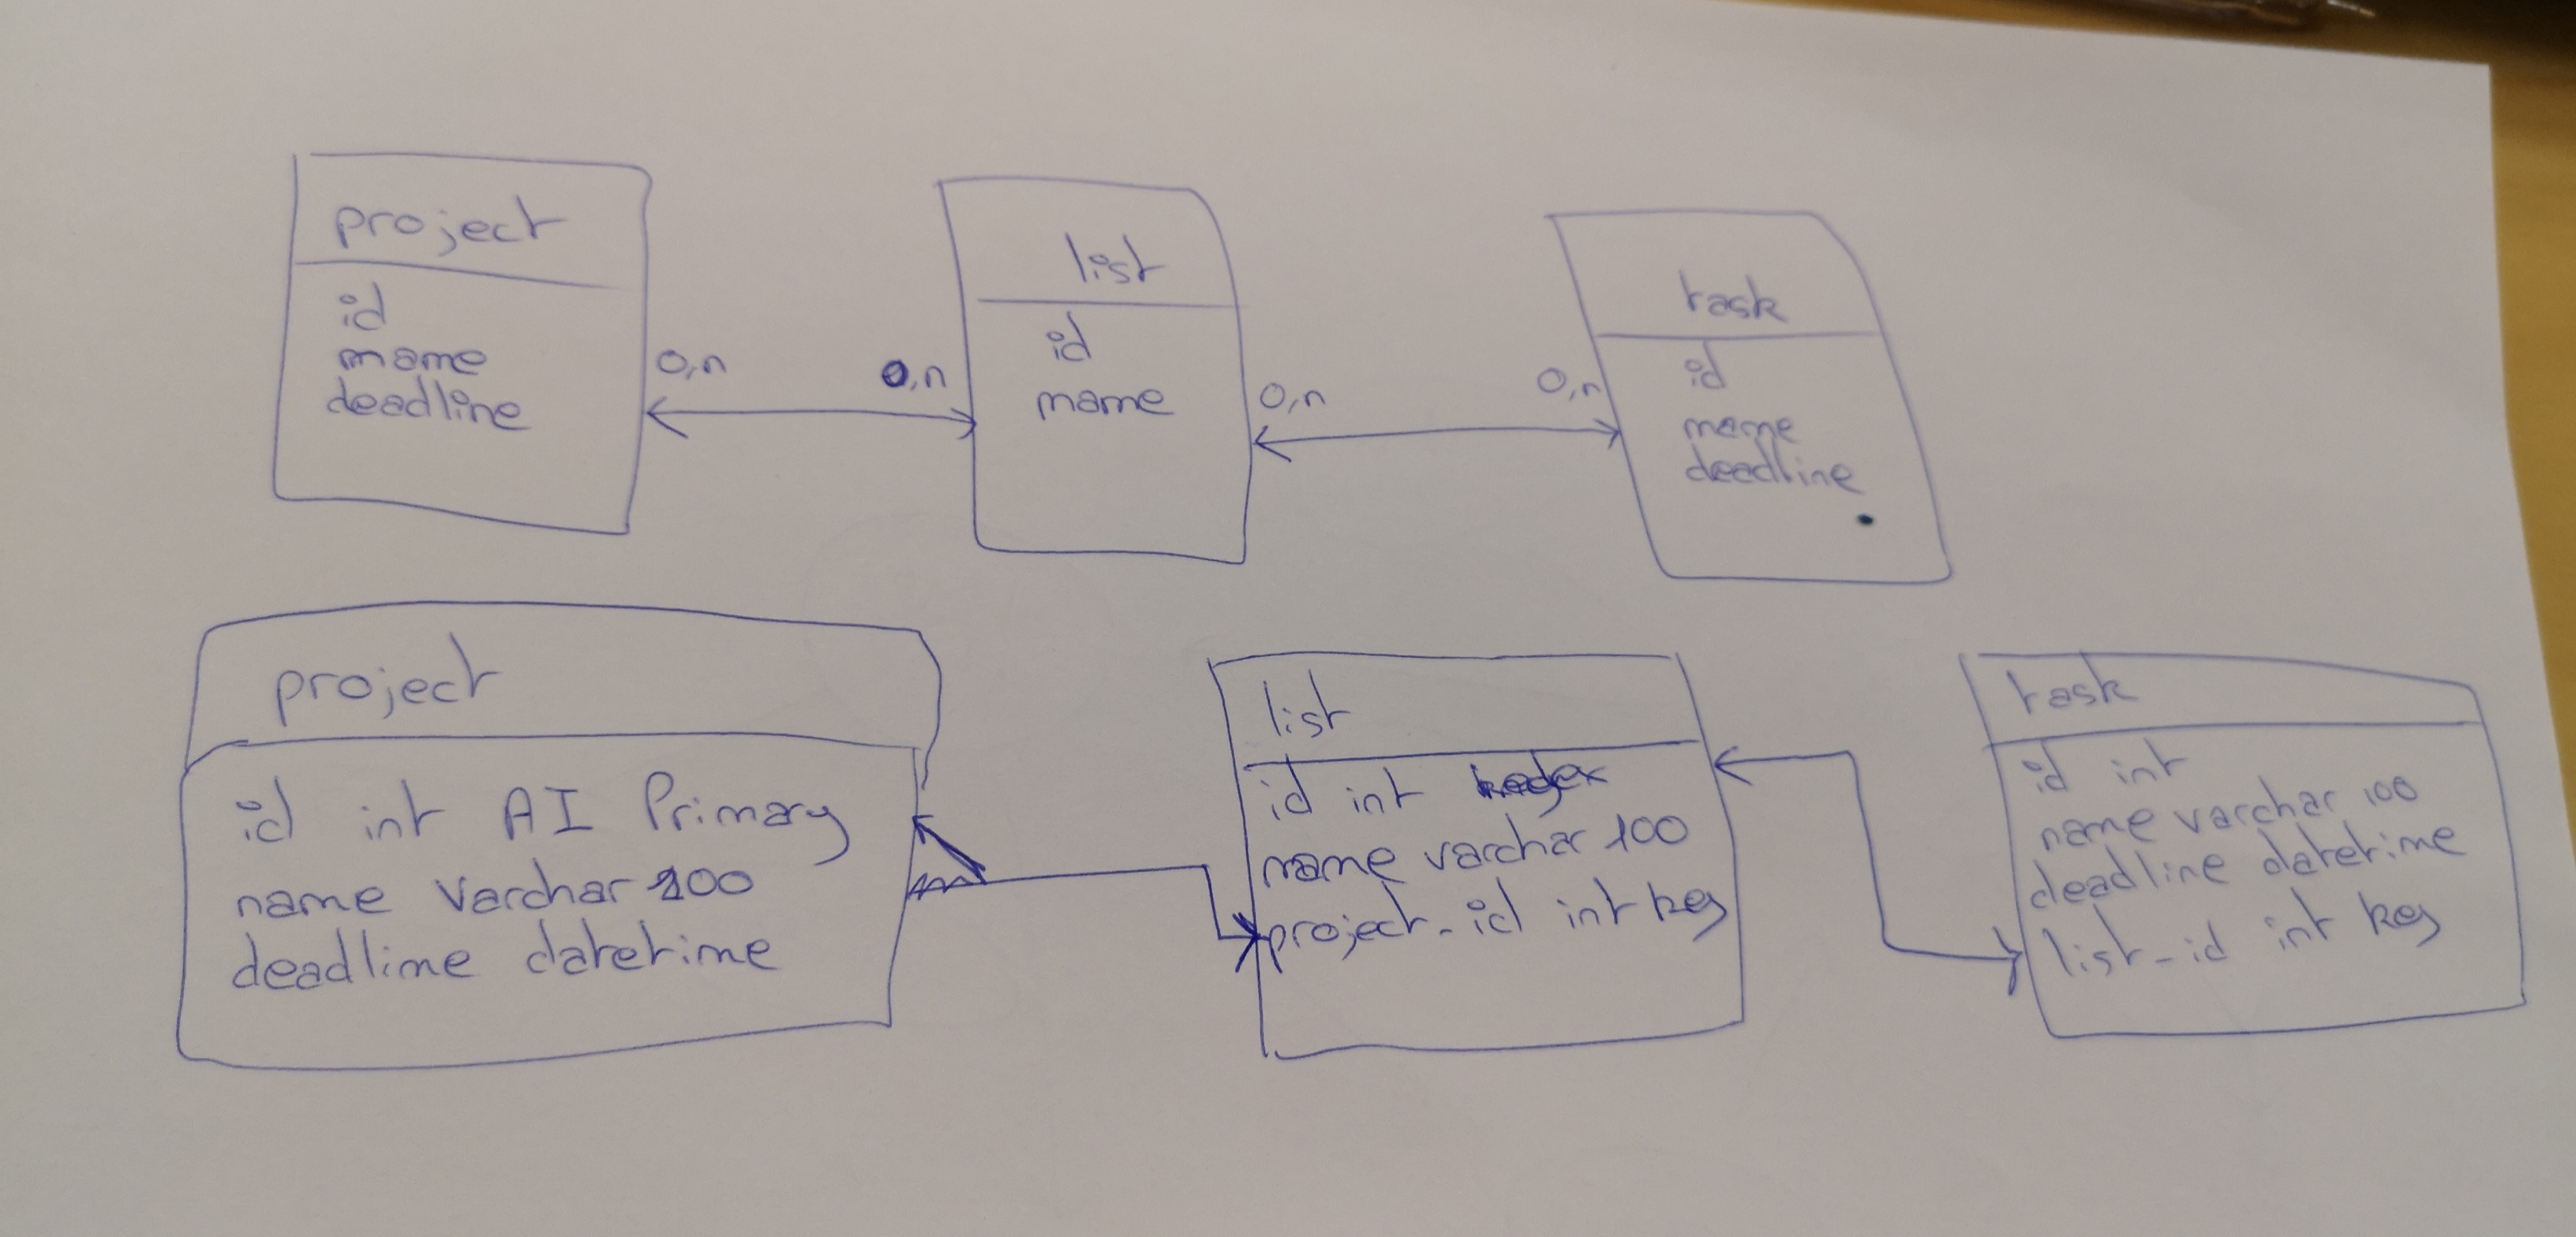 project
id
name
deadline
0,n
0,n
list
id
name
0,n
0,n
task
id
name
deadline
project
id int AI Primary
name varchar 100
deadline datetime
list
id int
name varchar 100
project_id int key
task
id int
name varchar 100
deadline datetime
list_id int key